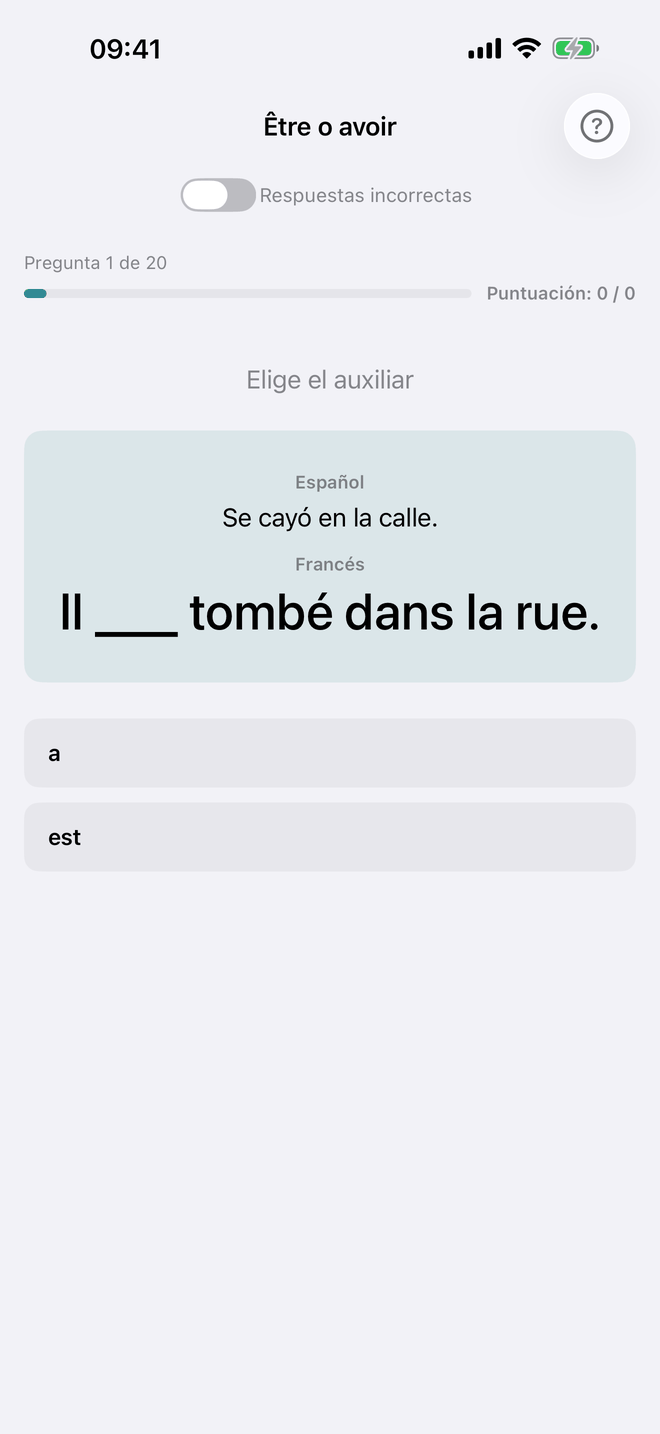 09:41
Être o avoir
Respuestas incorrectas
Pregunta 1 de 20
Puntuación: 0 / 0
Elige el auxiliar
Español
Se cayó en la calle.
Francés
Il ____ tombé dans la rue.
a
est